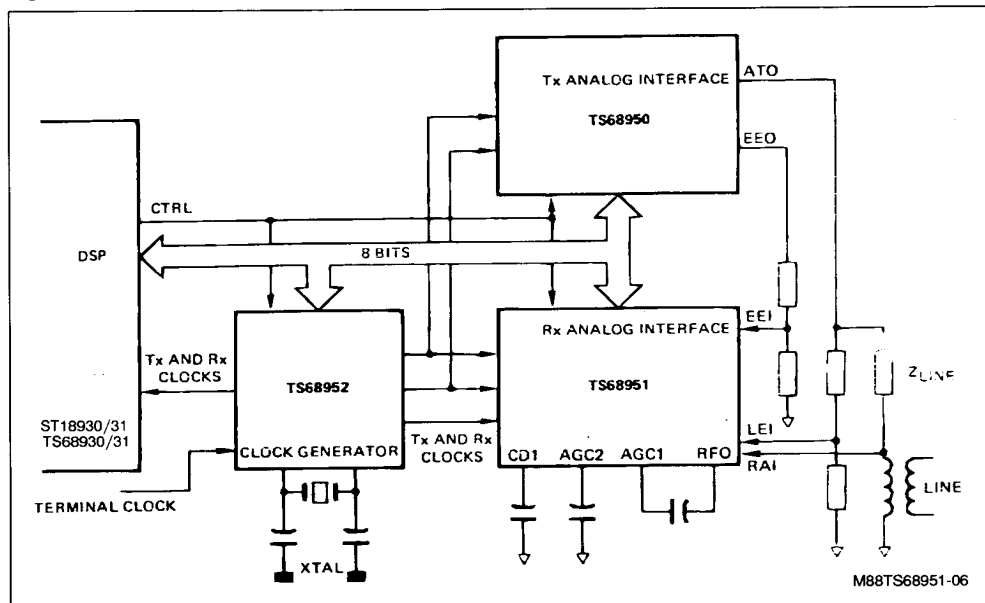 Tx ANALOG INTERFACE
TS68950
ATO
EEO
CTRL
DSP
8 BITS
EEI
Rx ANALOG INTERFACE
TS68951
Tx AND Rx
CLOCKS
TS68952
ZLINE
ST18930/31
TS68930/31
CLOCK GENERATOR
Tx AND Rx
CLOCKS
LEI
CD1 AGC2 AGC1 RFO
RAI
LINE
TERMINAL CLOCK
XTAL
M88TS68951-06